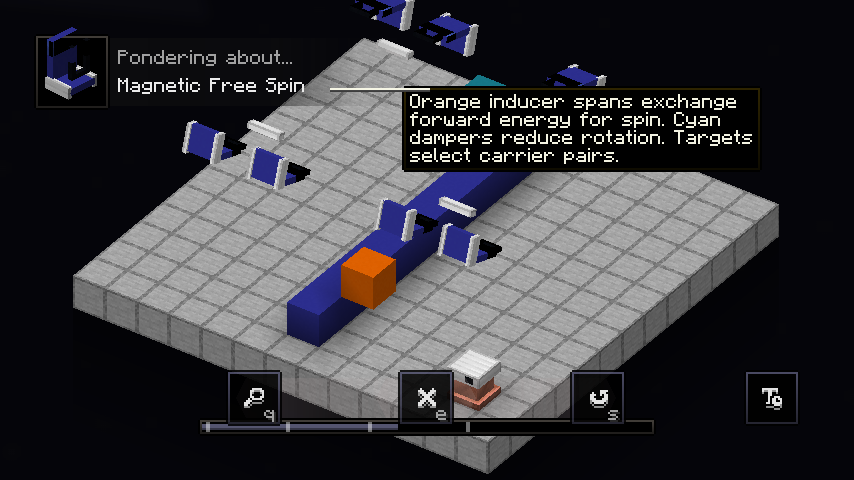 Pondering about...
Magnetic Free Spin
Orange inducer spans exchange
forward energy for spin. Cyan
dampers reduce rotation. Targets
select carrier pairs.
q
e
s
Tc